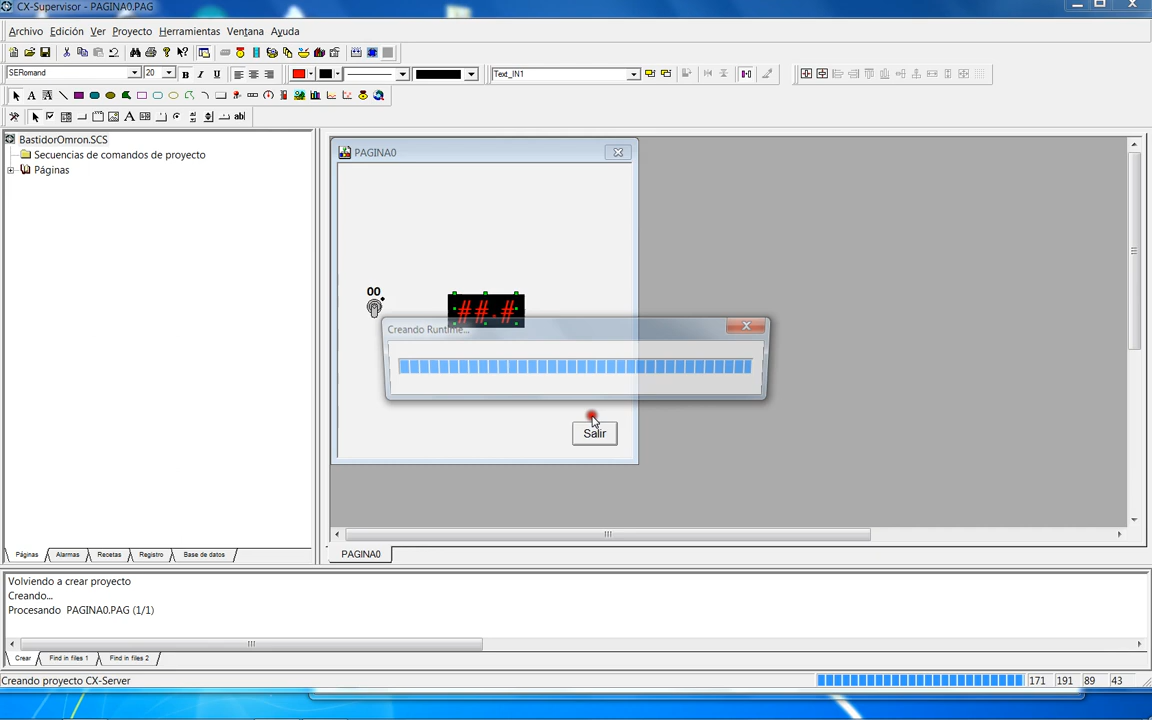 CX-Supervisor - PAGINA0.PAG
Archivo Edición Ver Proyecto Herramientas Ventana Ayuda
SERomand 20 B I U Text_IN1
BastidorOmron.SCS
Secuencias de comandos de proyecto
Páginas
PAGINA0
00
##.#
Creando Runtime...
Salir
Páginas Alarmas Recetas Registro Base de datos
PAGINA0
Volviendo a crear proyecto
Creando...
Procesando PAGINA0.PAG (1/1)
Crear Find in files 1 Find in files 2
Creando proyecto CX-Server 171 191 89 43